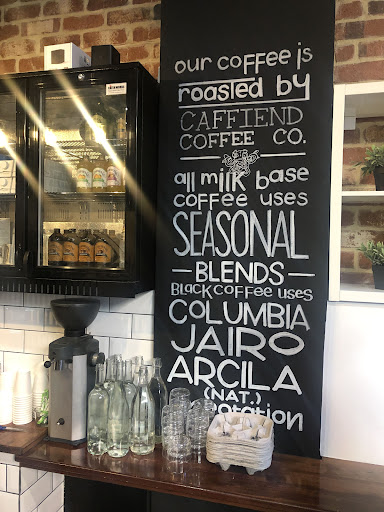 our coffee is
roasted by
CAFFIEND
COFFEE CO.
all milk base
coffee uses
SEASONAL
BLENDS
Black coffee uses
COLUMBIA
JAIRO
ARCILA
(NAT.)